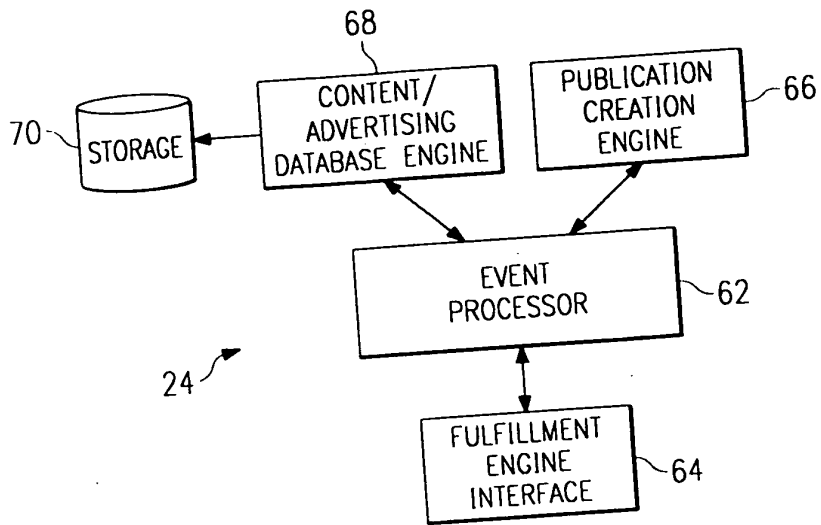 68
CONTENT/
ADVERTISING
DATABASE ENGINE
PUBLICATION
CREATION
ENGINE
66
70
STORAGE
EVENT
PROCESSOR
62
24
FULFILLMENT
ENGINE
INTERFACE
64